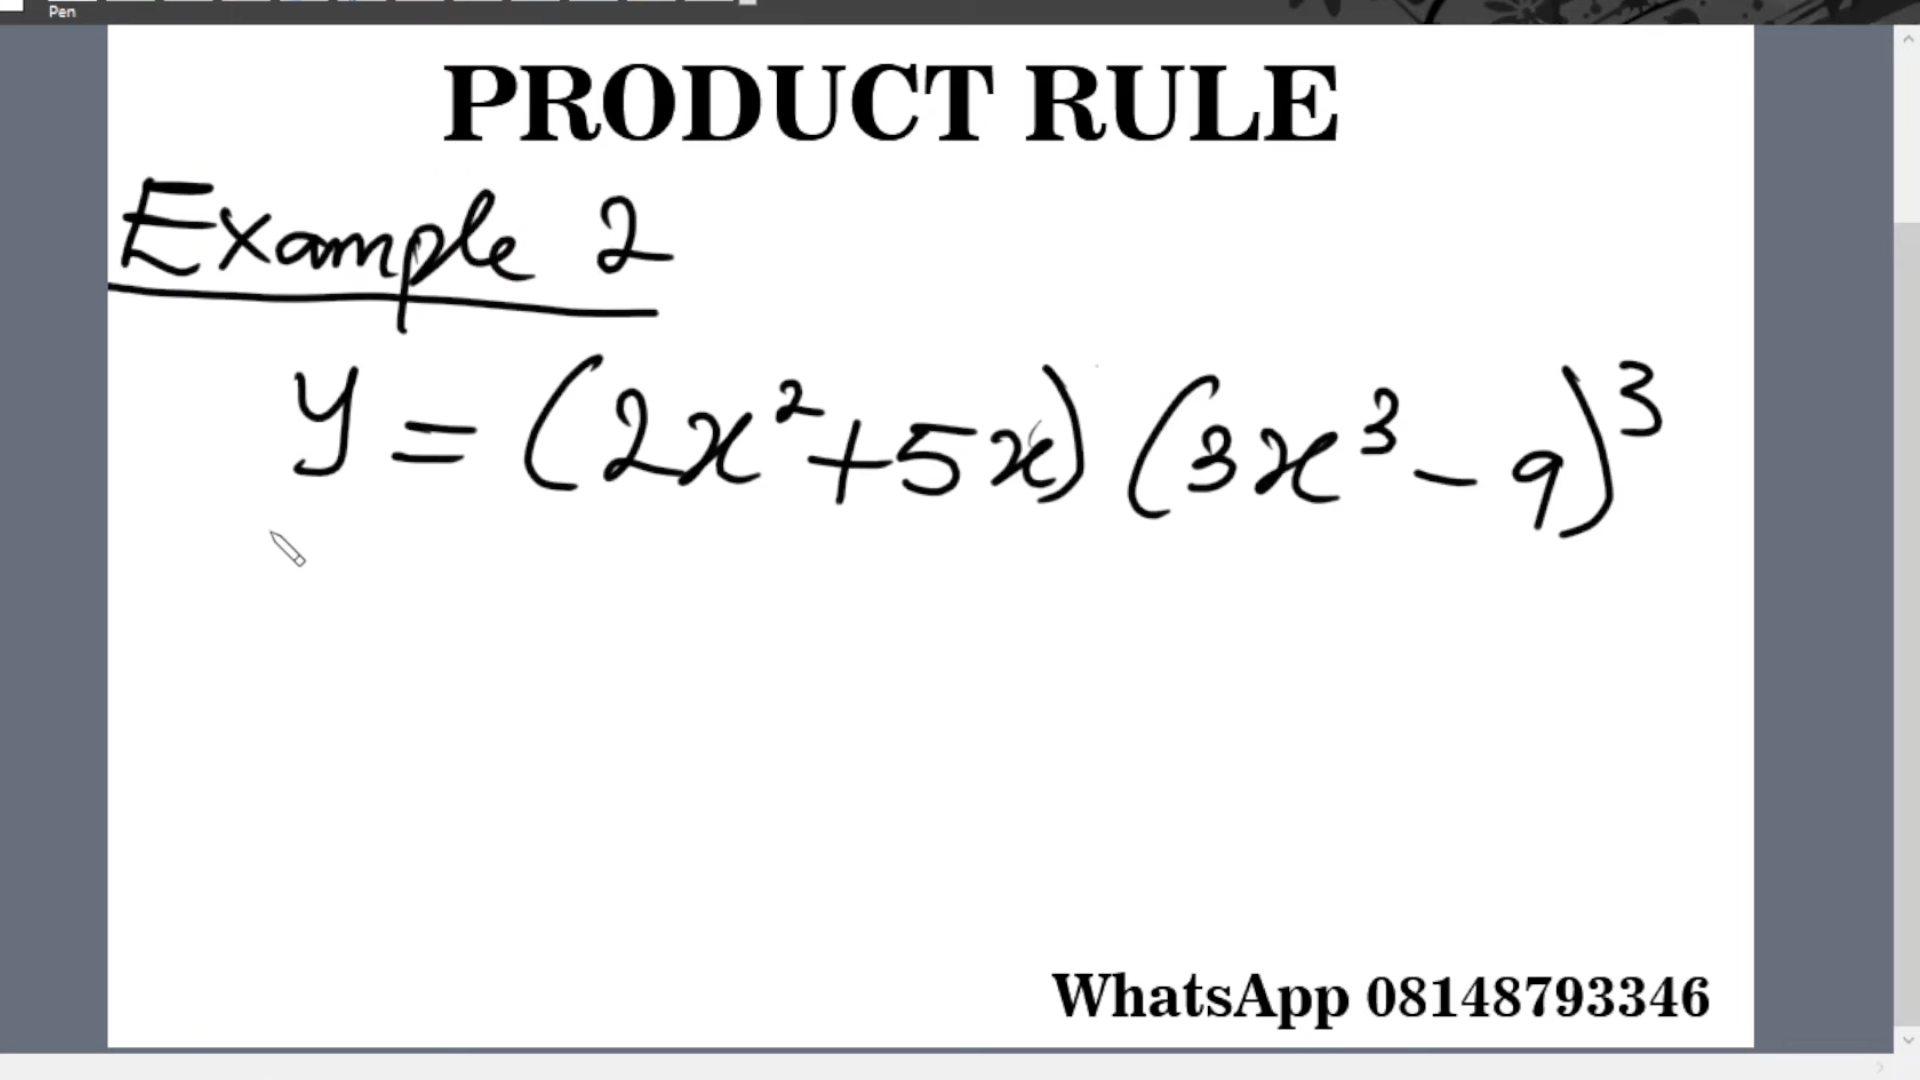 Pen
PRODUCT RULE
Example 2
y = (2x²+5x) (3x³ - 9)³
WhatsApp 08148793346